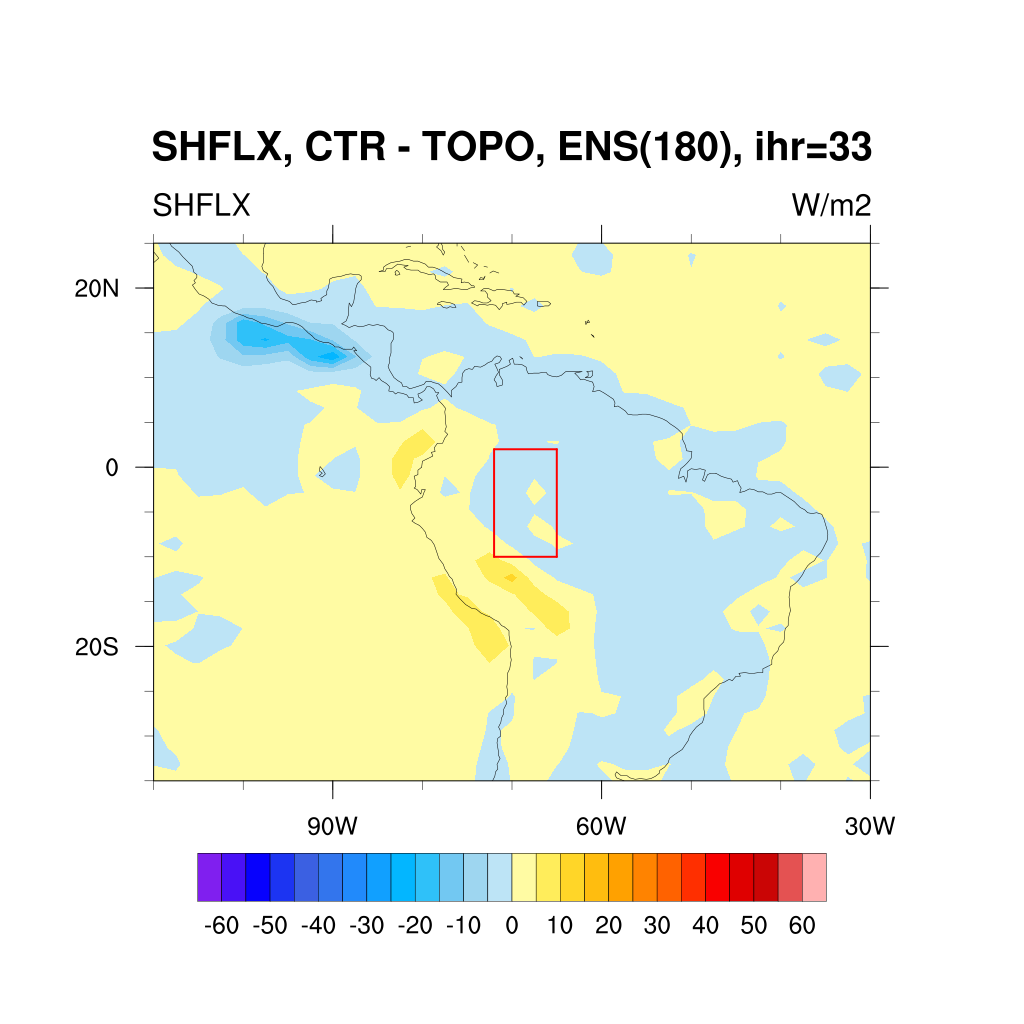 SHFLX, CTR - TOPO, ENS(180), ihr=33
SHFLX W/m2
20N
0
20S
90W 60W 30W
-60 -50 -40 -30 -20 -10 0 10 20 30 40 50 60